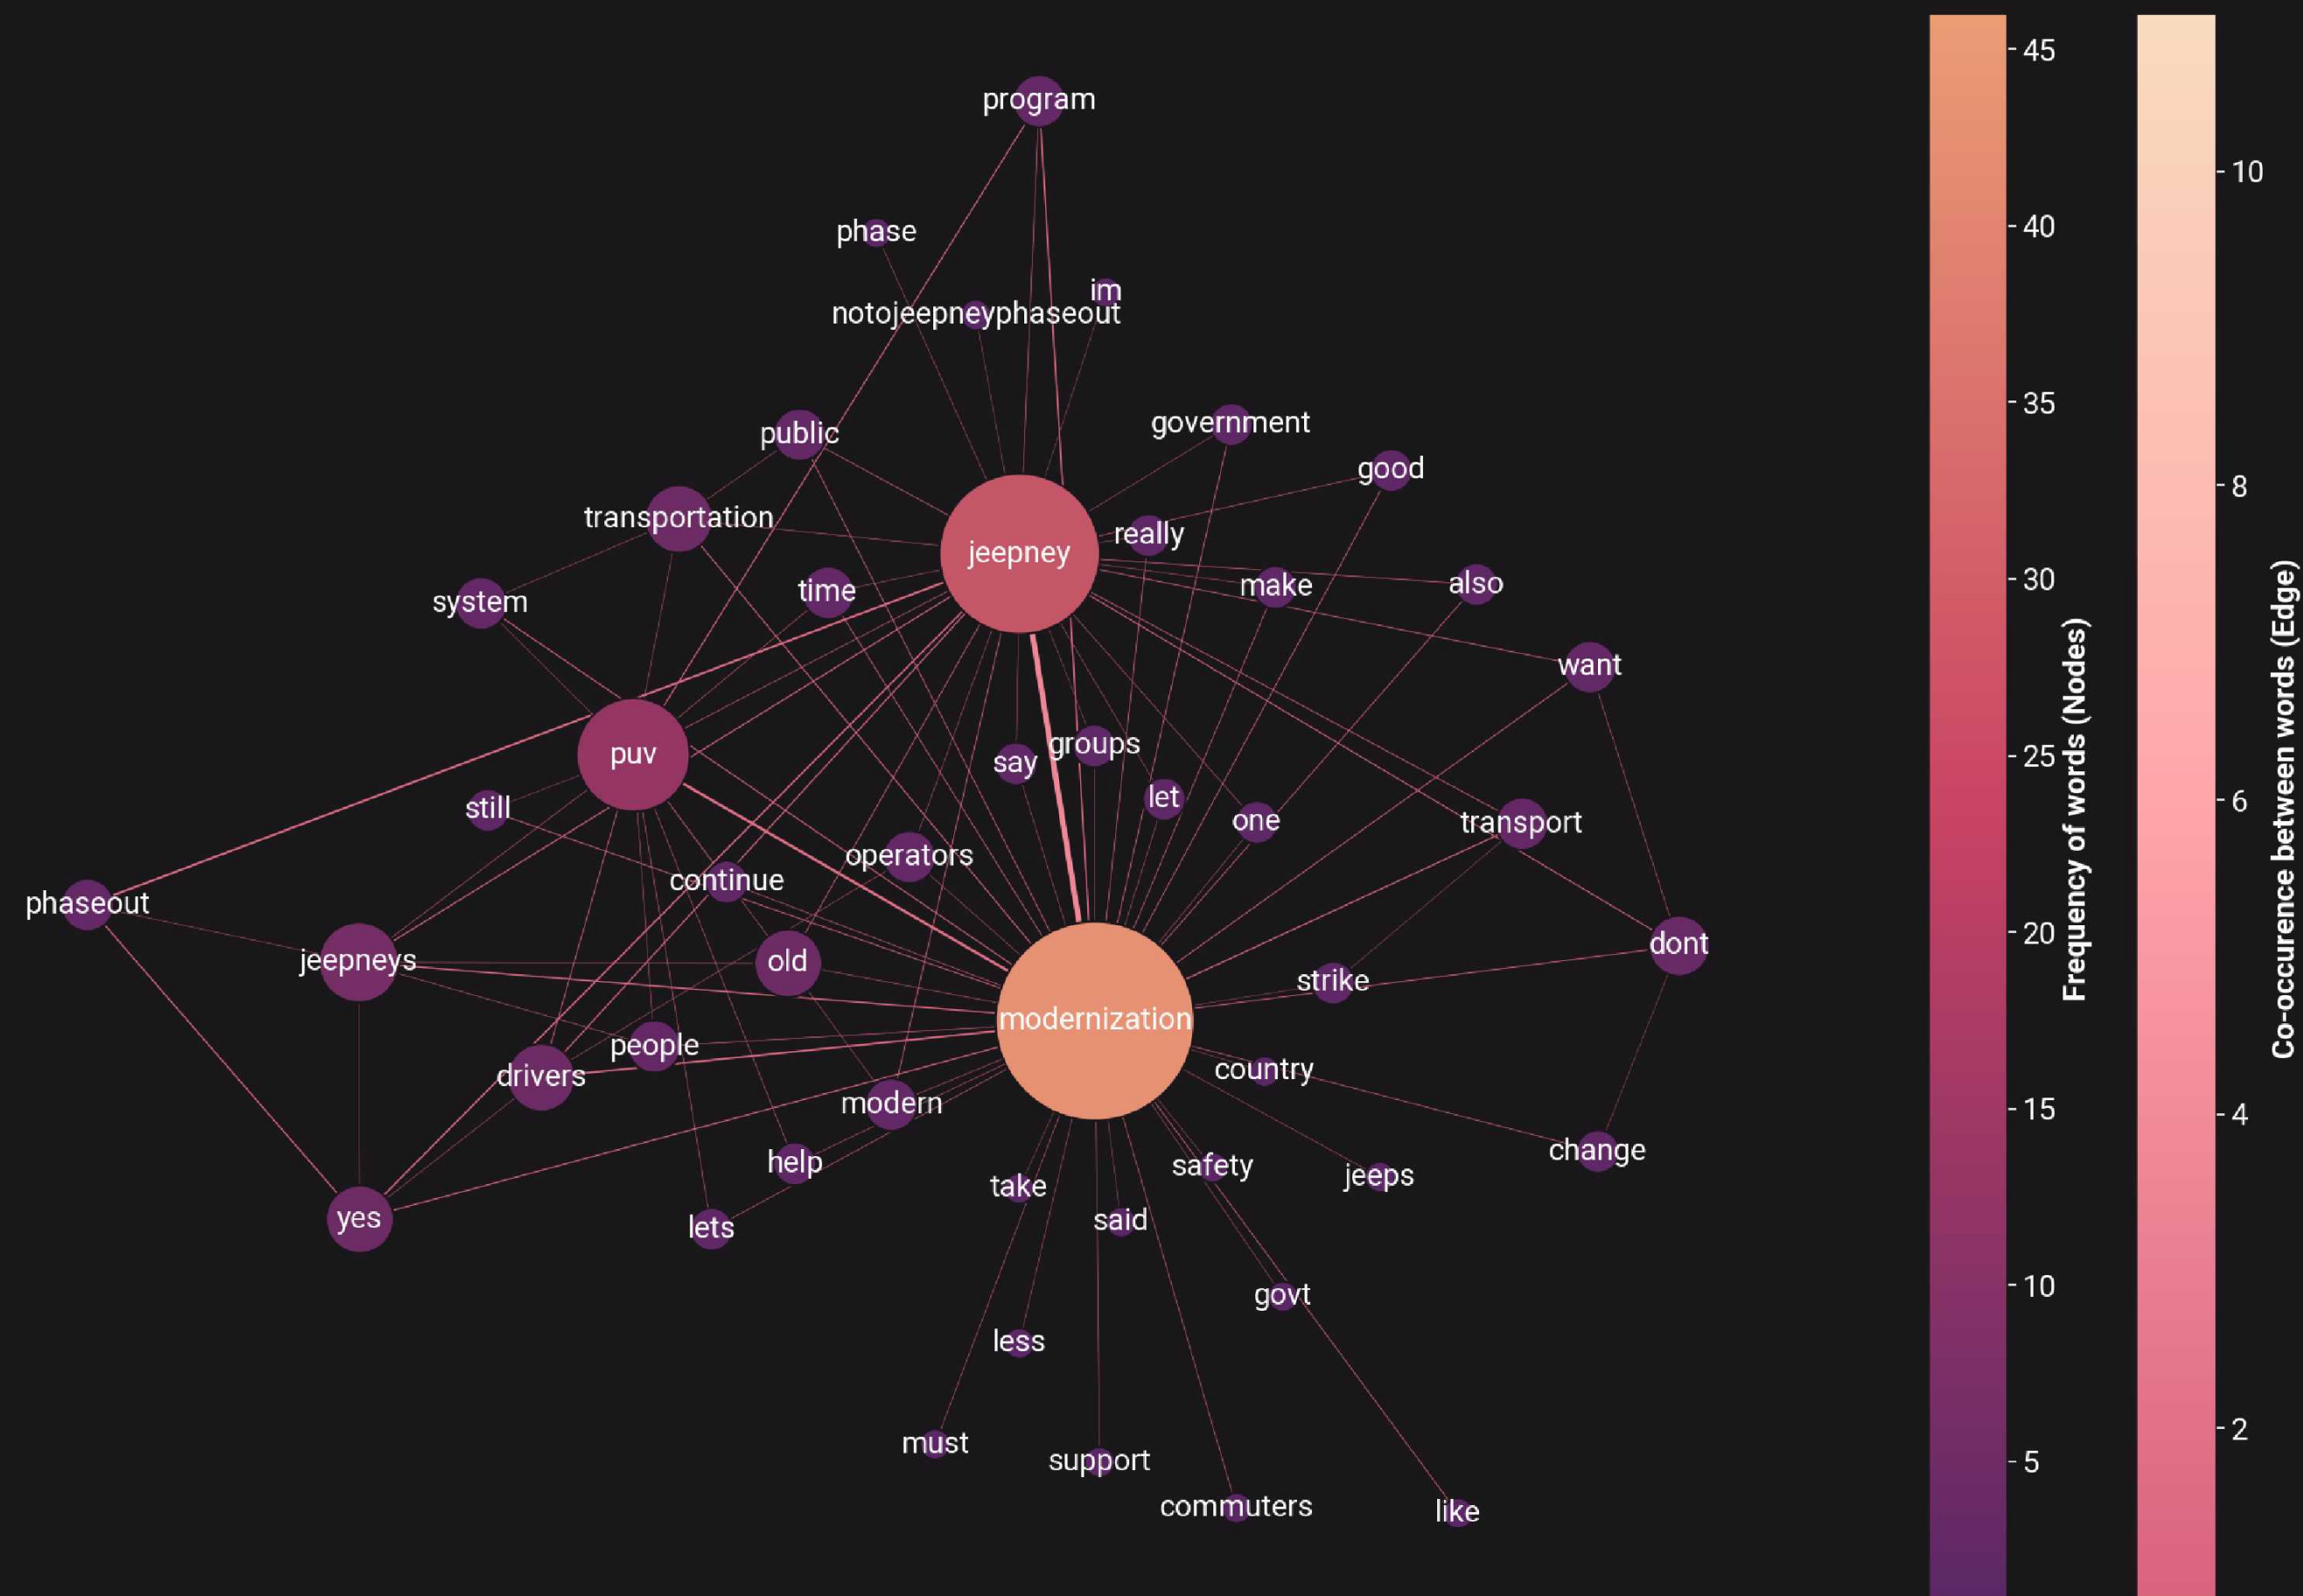 program
phase
im
notojeepneyphaseout
government
public
good
transportation
really
jeepney
time
make
also
system
want
puv
groups
say
let
still
one
transport
operators
continue
phaseout
dont
jeepneys
old
strike
modernization
people
country
drivers
modern
change
help
safety
jeeps
take
yes
said
lets
govt
less
must
support
commuters
like
45
40
35
30
25
20
15
10
5
Frequency of words (Nodes)
10
8
6
4
2
Co-occurence between words (Edge)